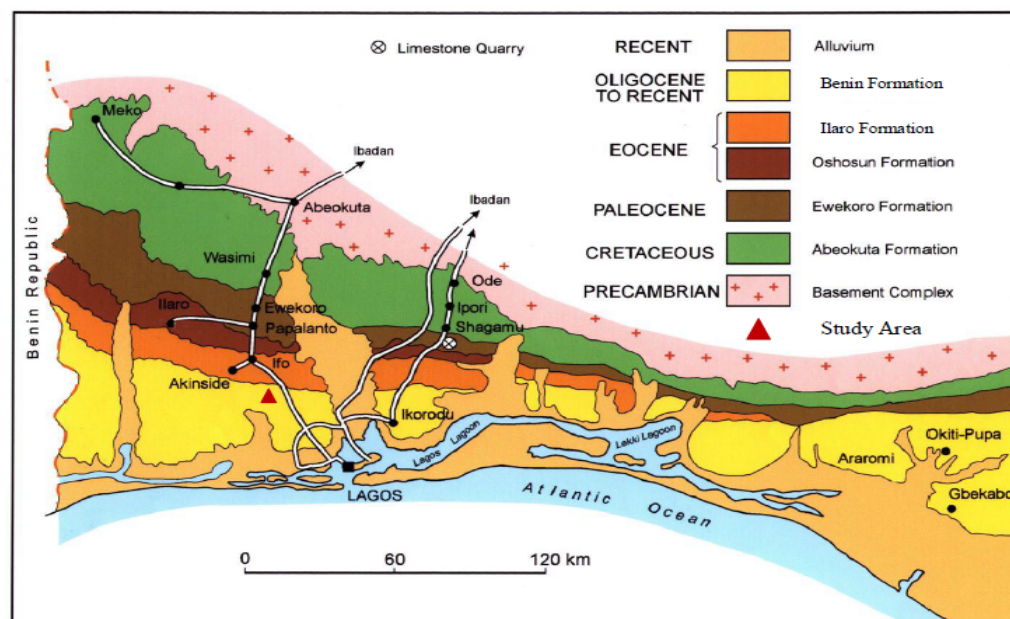 Limestone Quarry
RECENT
Alluvium
OLIGOCENE
TO RECENT
Benin Formation
EOCENE
Ilaro Formation
Oshosun Formation
PALEOCENE
Ewekoro Formation
CRETACEOUS
Abeokuta Formation
PRECAMBRIAN
Basement Complex
Study Area
Meko
Ibadan
Abeokuta
Ibadan
Benin Republic
Wasimi
Ode
Ilaro
Ewekoro
Ipori
Papalanto
Shagamu
Ifo
Akinside
Ikorodu
Lagos Lagoon
Lekki Lagoon
Okiti-Pupa
Araromi
Gbekabo
LAGOS
Atlantic Ocean
0 60 120 km